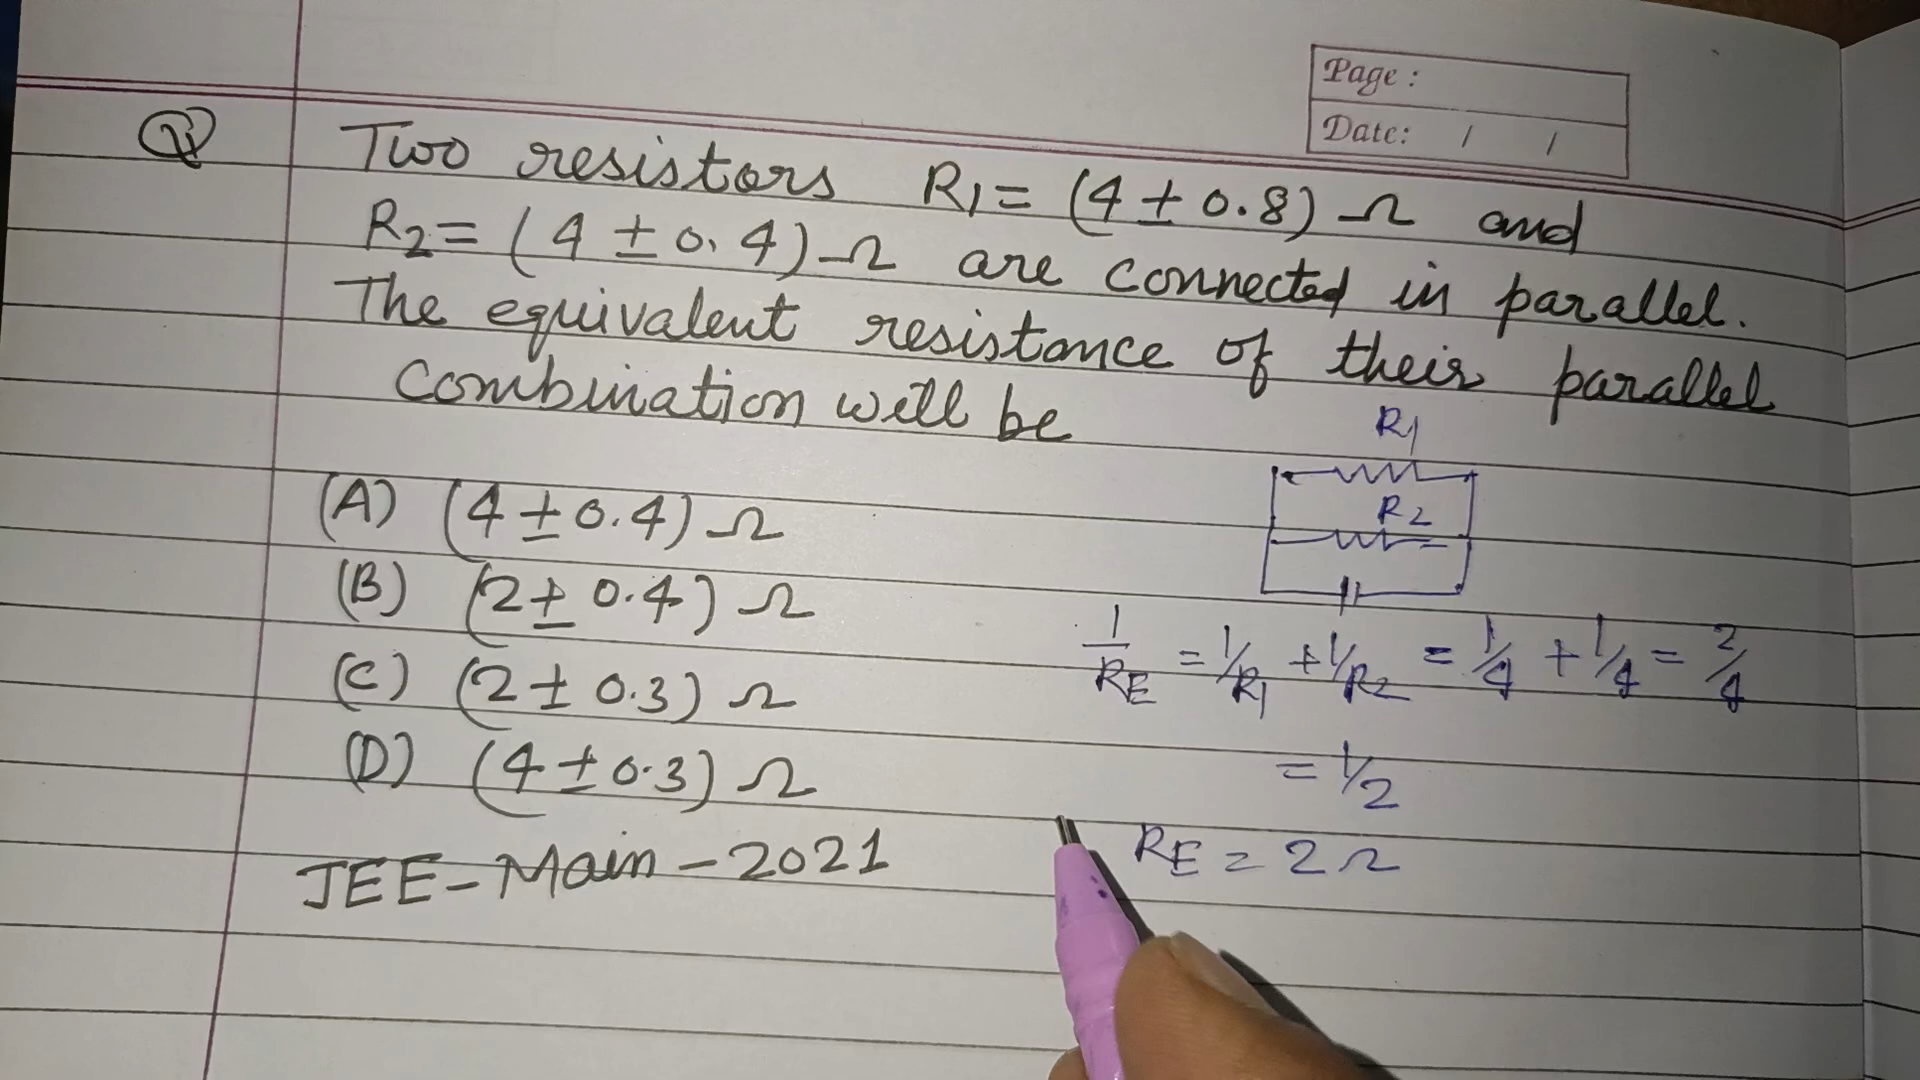 Page :
Date: / /
Q Two resistors R1 = (4 ± 0.8) Ω and
R2 = (4 ± 0.4) Ω are connected in parallel.
The equivalent resistance of their parallel
combination will be
R1
(A) (4 ± 0.4) Ω
R2
(B) (2 ± 0.4) Ω
1/RE = 1/R1 + 1/R2 = 1/4 + 1/4 = 2/4
(C) (2 ± 0.3) Ω
(D) (4 ± 0.3) Ω
= 1/2
JEE - Main - 2021
RE = 2 Ω